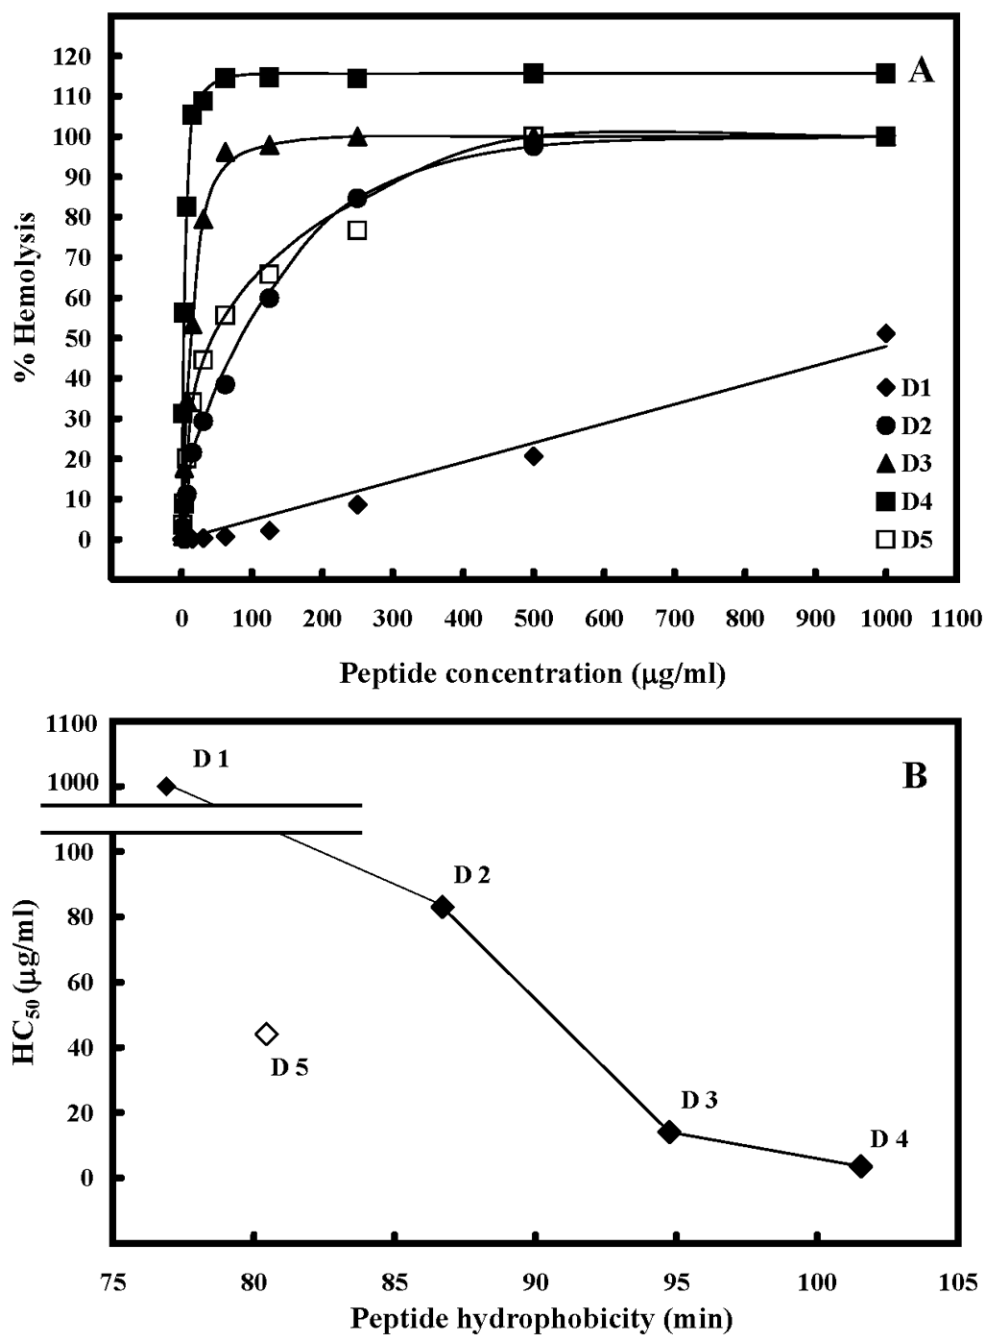 A
120
110
100
90
80
70
60
50
40
30
20
10
0
% Hemolysis
D1
D2
D3
D4
D5
0 100 200 300 400 500 600 700 800 900 1000 1100
Peptide concentration (μg/ml)
B
1100
1000
100
80
60
40
20
0
HC50 (μg/ml)
D 1
D 2
D 5
D 3
D 4
75 80 85 90 95 100 105
Peptide hydrophobicity (min)